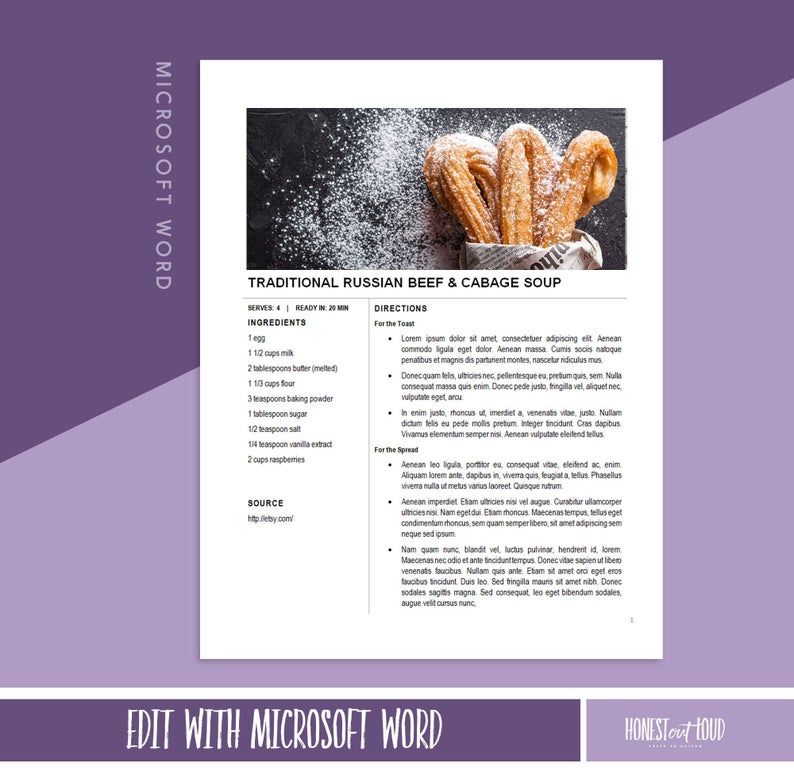 MICROSOFT WORD
piho
TRADITIONAL RUSSIAN BEEF & CABAGE SOUP
SERVES: 4 | READY IN: 20 MIN
INGREDIENTS
1 egg
1 1/2 cups milk
2 tablespoons butter (melted)
1 1/3 cups flour
3 teaspoons baking powder
1 tablespoon sugar
1/2 teaspoon salt
1/4 teaspoon vanilla extract
2 cups raspberries
SOURCE
http://etsy.com/
DIRECTIONS
For the Toast
• Lorem ipsum dolor sit amet, consectetuer adipiscing elit. Aenean
commodo ligula eget dolor. Aenean massa. Cumis sociis natoque
penatibus et magnis dis parturient montes, nascetur ridiculus mus.
• Donec quam felis, ultricies nec, pellentesque eu, pretium quis, sem. Nulla
consequat massa quis enim. Donec pede justo, fringilla vel, aliquet nec,
vulputate eget, arcu.
• In enim justo, rhoncus ut, imerdiet a, venenatis vitae, justo. Nullam
dictum felis eu pede mollis pretium. Integer tincidunt. Cras dapibus.
Vivamus elementum semper nisi. Aenean vulputate eleifend tellus.
For the Spread
• Aenean leo ligula, porttitor eu, consequat vitae, eleifend ac, enim.
Aliquam lorem ante, dapibus in, viverra quis, feugiat a, tellus. Phasellus
viverra nulla ut metus varius laoreet. Quisque rutrum.
• Aenean imperdiet. Etiam ultricies nisi vel augue. Curabitur ullamcorper
ultricies nisi. Nam eget dui. Etiam rhoncus. Maecenas tempus, tellus eget
condimentum rhoncus, sem quam semper libero, sit amet adipiscing sem
neque sed ipsum.
• Nam quam nunc, blandit vel, luctus pulvinar, hendrerit id, lorem.
Maecenas nec odio et ante tincidunt tempus. Donec vitae sapien ut libero
venenatis faucibus. Nullam quis ante. Etiam sit amet orci eget eros
faucibus tincidunt. Duis leo. Sed fringilla mauris sit amet nibh. Donec
sodales sagittis magna. Sed consequat, leo eget bibendum sodales,
augue velit cursus nunc,
1
EDIT WITH MICROSOFT WORD
HONEST out LOUD
TRUTH IN ACTION